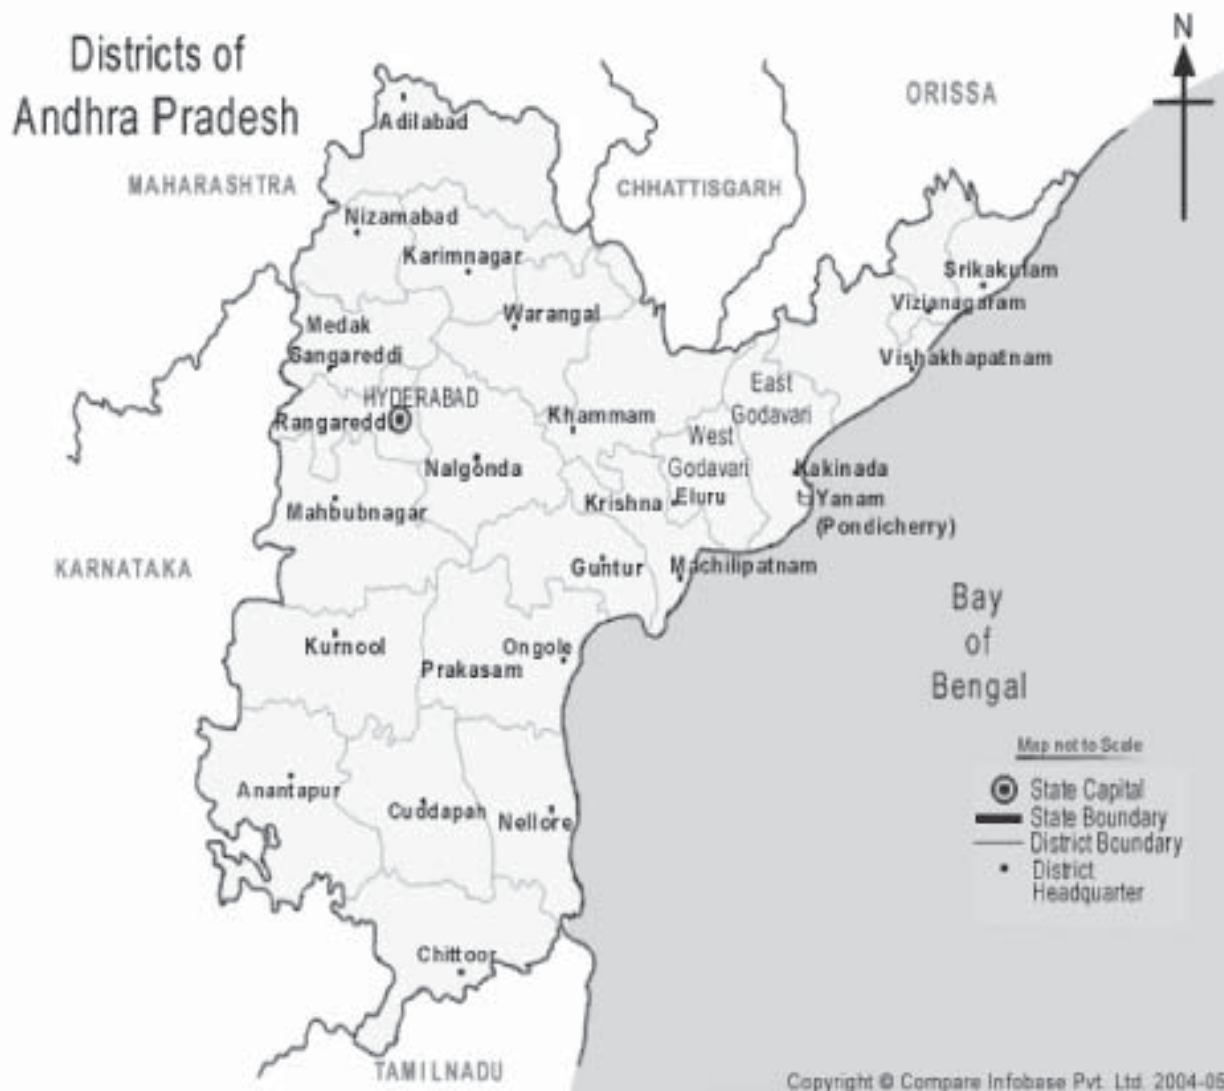 Districts of
Andhra Pradesh
N
ORISSA
Adilabad
MAHARASHTRA
CHHATTISGARH
Nizamabad
Karimnagar
Srikakulam
Vizianagaram
Warangal
Medak
Sangareddi
Vishakhapatnam
HYDERABAD
East
Godavari
Rangareddi
Khammam
West
Godavari
Nalgonda
Kakinada
Krishna
Eluru
Yanam
(Pondicherry)
Mahbubnagar
KARNATAKA
Guntur
Machilipatnam
Bay
of
Bengal
Kurnool
Ongole
Prakasam
Map not to Scale
Anantapur
Cuddapah
Nellore
State Capital
State Boundary
District Boundary
District
Headquarter
Chittoor
TAMILNADU
Copyright © Compare Infobase Pvt. Ltd. 2004-05